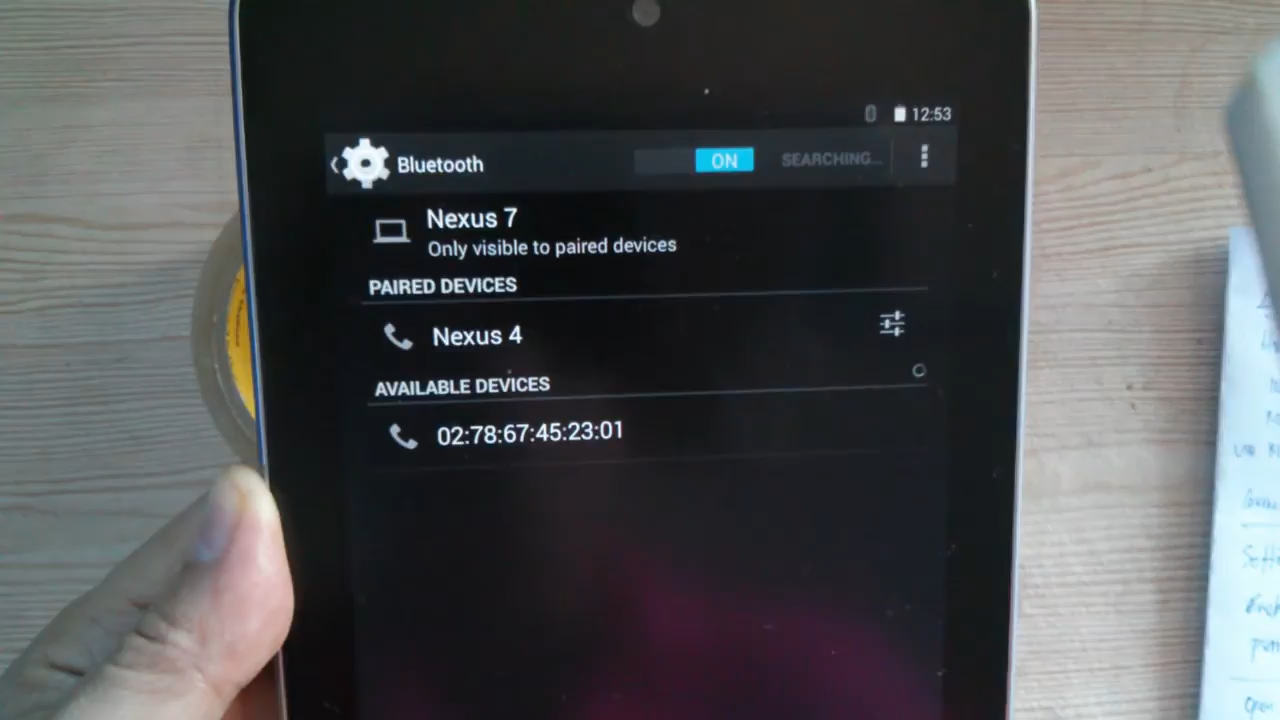 12:53
Bluetooth ON SEARCHING...
Nexus 7
Only visible to paired devices
PAIRED DEVICES
Nexus 4
AVAILABLE DEVICES
02:78:67:45:23:01
open